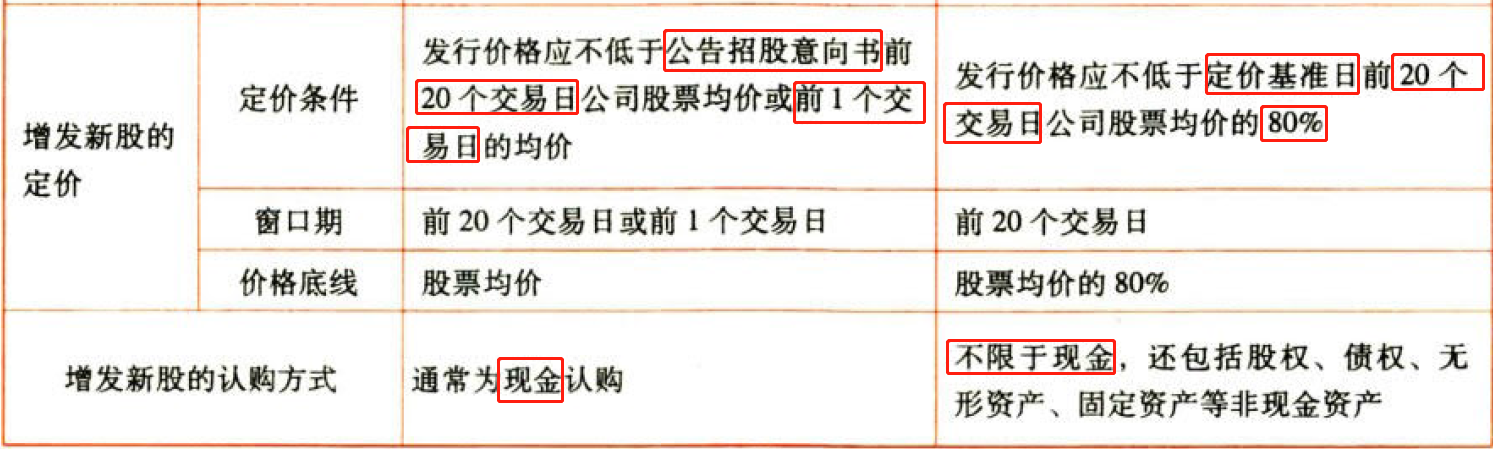 增发新股的
定价
定价条件
发行价格应不低于公告招股意向书前
20个交易日公司股票均价或前1个交
易日的均价
发行价格应不低于定价基准日前20个
交易日公司股票均价的80%
窗口期
前20个交易日或前1个交易日
前20个交易日
价格底线
股票均价
股票均价的80%
增发新股的认购方式
通常为现金认购
不限于现金，还包括股权、债权、无
形资产、固定资产等非现金资产